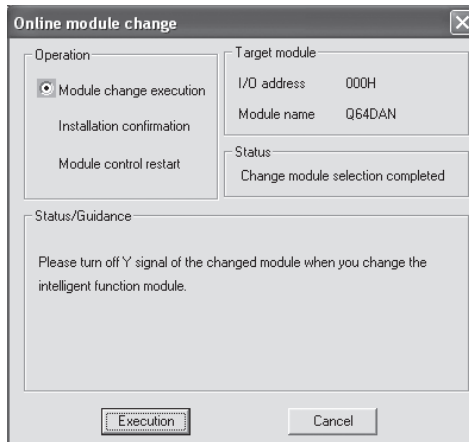 Online module change
Operation
Module change execution
Installation confirmation
Module control restart
Target module
I/O address 000H
Module name Q64DAN
Status
Change module selection completed
Status/Guidance
Please turn off Y signal of the changed module when you change the
intelligent function module.
Execution
Cancel